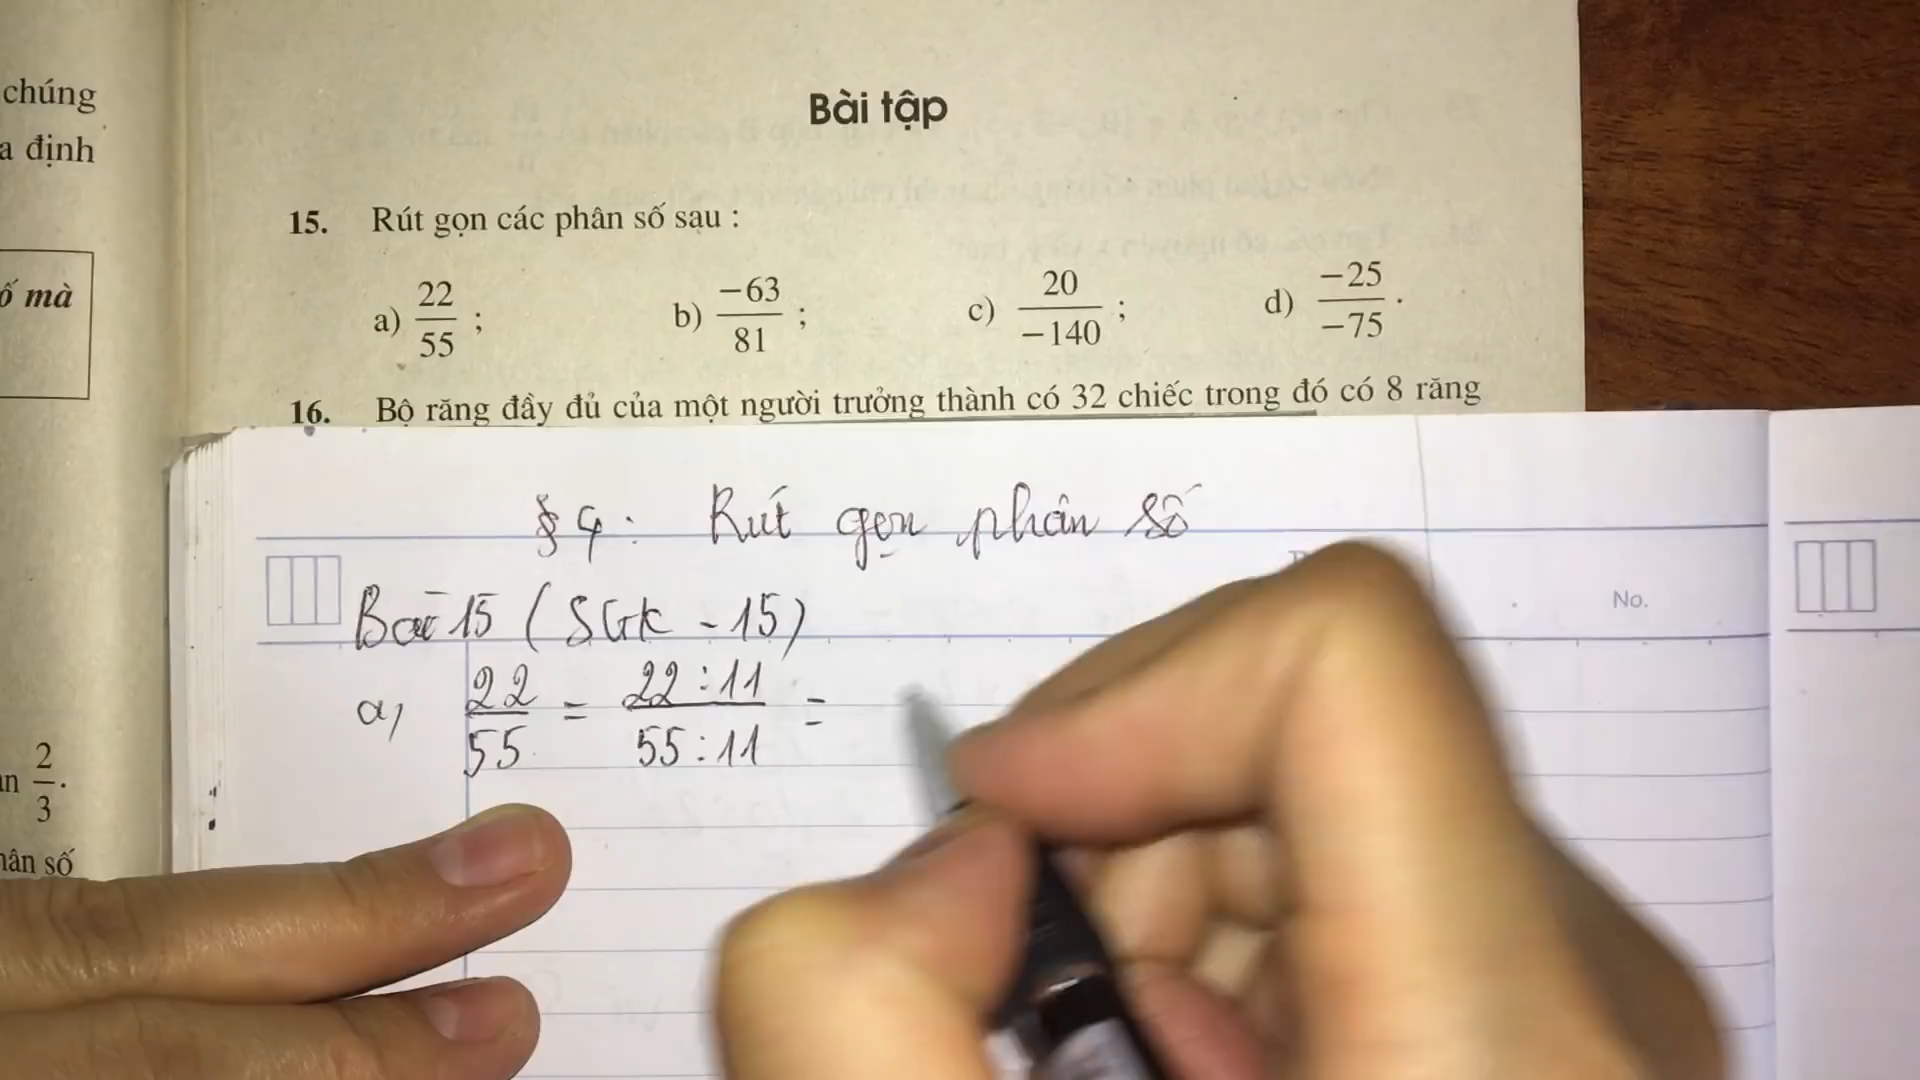 chúng
a định
ố mà
2
n —.
3
hân số
Bài tập
15. Rút gọn các phân số sau :
a) 22/55 ; b) −63/81 ; c) 20/−140 ; d) −25/−75 .
16. Bộ răng đầy đủ của một người trưởng thành có 32 chiếc trong đó có 8 răng
§ 4 : Rút gọn phân số
No.
Bài 15 ( SGK - 15)
a, 22/55 = 22 : 11/55 : 11 =